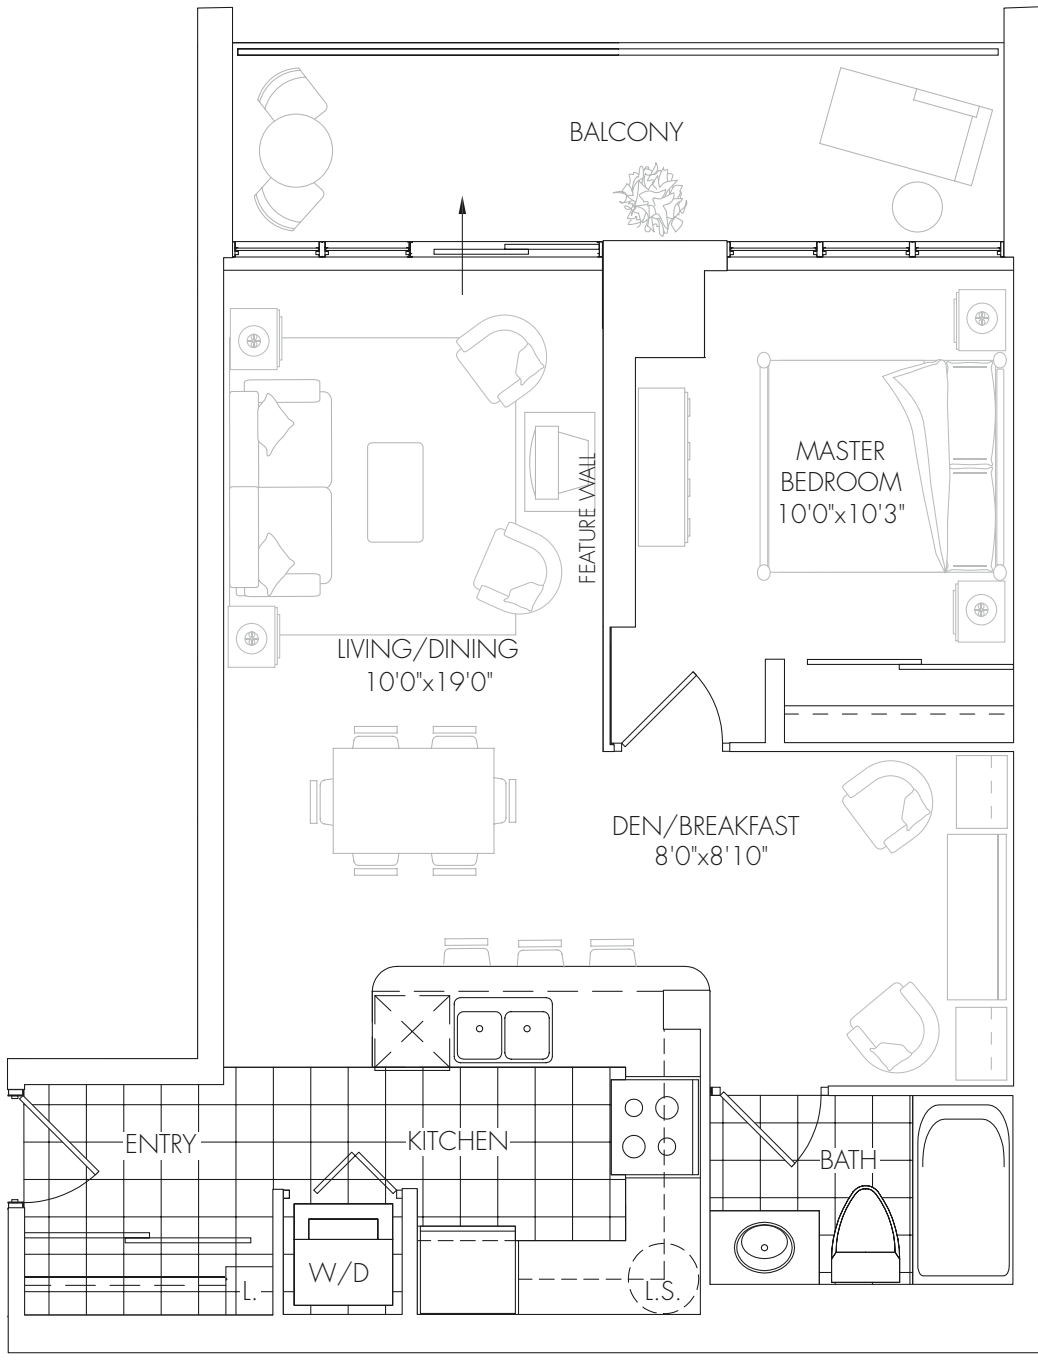 BALCONY
MASTER
BEDROOM
10'0"x10'3"
FEATURE WALL
LIVING/DINING
10'0"x19'0"
DEN/BREAKFAST
8'0"x8'10"
ENTRY
KITCHEN
BATH
W/D
L.
L.S.